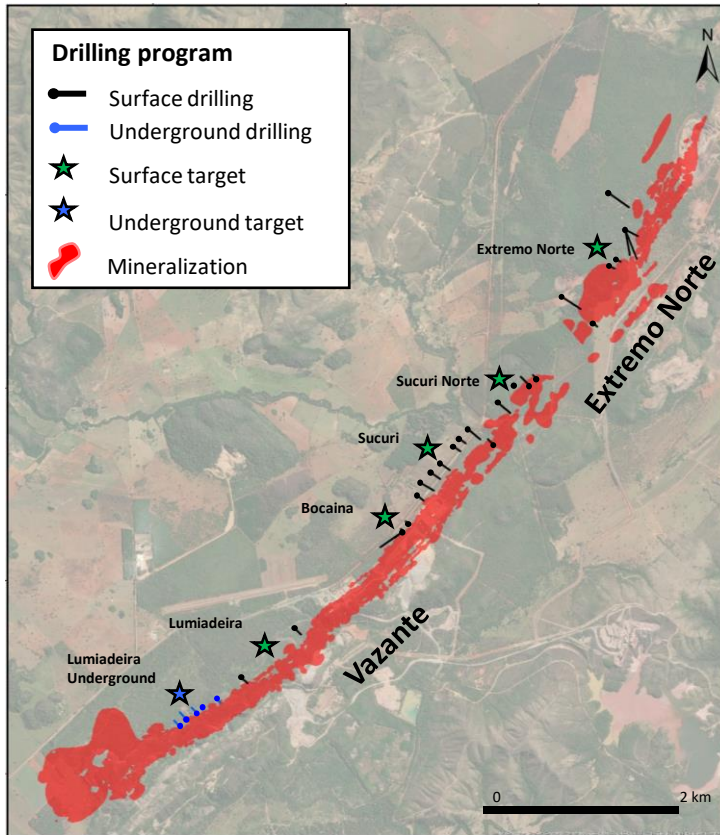 Drilling program
Surface drilling
Underground drilling
Surface target
Underground target
Mineralization
N
Extremo Norte
Extremo Norte
Sucuri Norte
Sucuri
Bocaina
Vazante
Lumiadeira
Lumiadeira
Underground
0
2 km